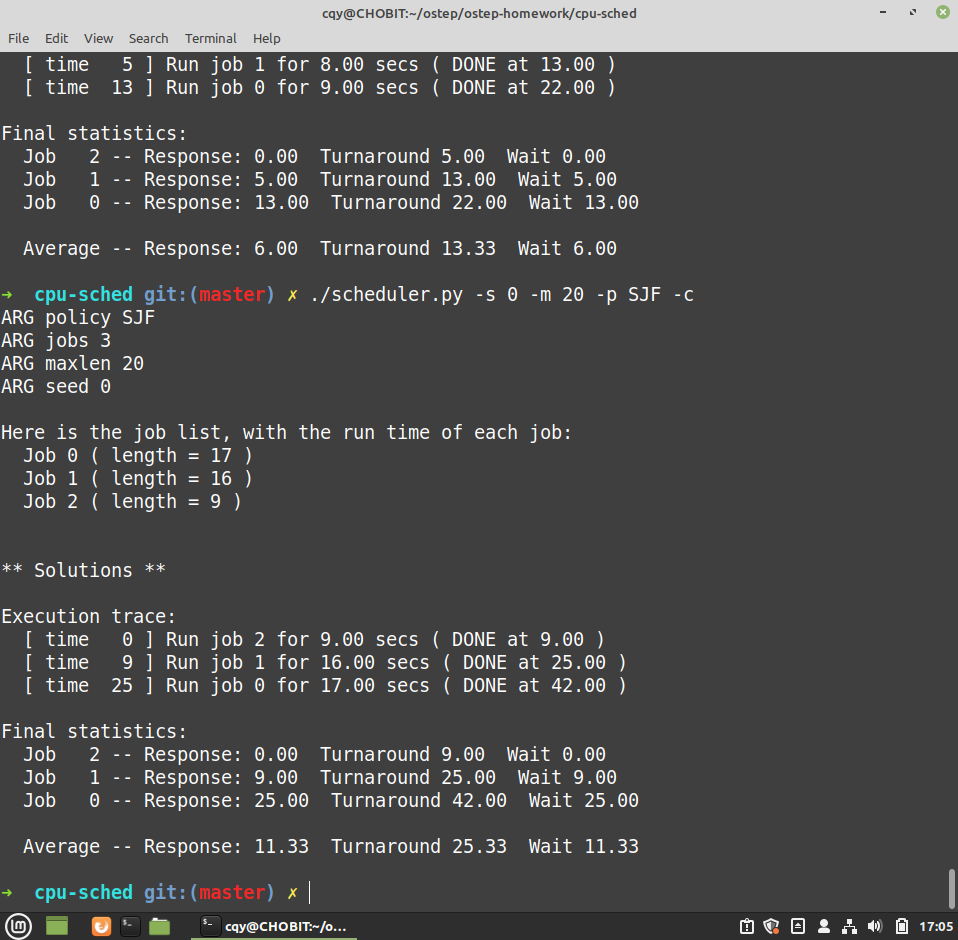 cqy@CHOBIT:~/ostep/ostep-homework/cpu-sched
File Edit View Search Terminal Help
[ time   5 ] Run job 1 for 8.00 secs ( DONE at 13.00 )
[ time  13 ] Run job 0 for 9.00 secs ( DONE at 22.00 )
Final statistics:
Job   2 -- Response: 0.00  Turnaround 5.00  Wait 0.00
Job   1 -- Response: 5.00  Turnaround 13.00  Wait 5.00
Job   0 -- Response: 13.00  Turnaround 22.00  Wait 13.00
Average -- Response: 6.00  Turnaround 13.33  Wait 6.00
→  cpu-sched git:(master) ✗ ./scheduler.py -s 0 -m 20 -p SJF -c
ARG policy SJF
ARG jobs 3
ARG maxlen 20
ARG seed 0
Here is the job list, with the run time of each job:
Job 0 ( length = 17 )
Job 1 ( length = 16 )
Job 2 ( length = 9 )
** Solutions **
Execution trace:
[ time   0 ] Run job 2 for 9.00 secs ( DONE at 9.00 )
[ time   9 ] Run job 1 for 16.00 secs ( DONE at 25.00 )
[ time  25 ] Run job 0 for 17.00 secs ( DONE at 42.00 )
Final statistics:
Job   2 -- Response: 0.00  Turnaround 9.00  Wait 0.00
Job   1 -- Response: 9.00  Turnaround 25.00  Wait 9.00
Job   0 -- Response: 25.00  Turnaround 42.00  Wait 25.00
Average -- Response: 11.33  Turnaround 25.33  Wait 11.33
→  cpu-sched git:(master) ✗
cqy@CHOBIT:~/o...
17:05